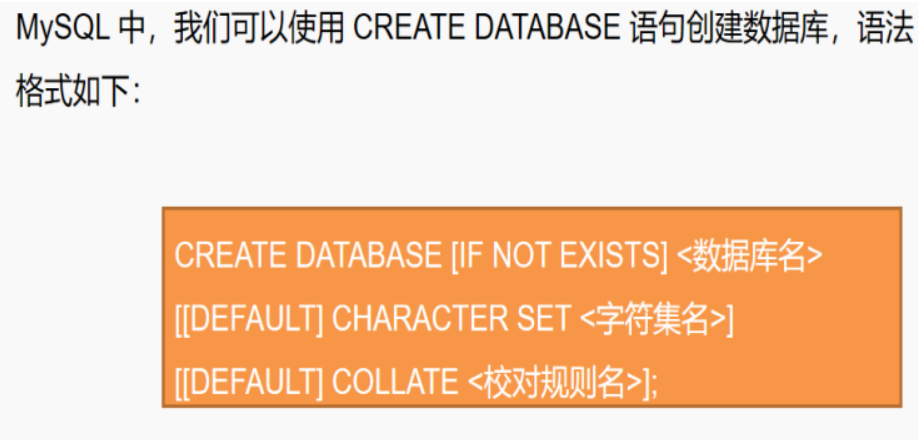 MySQL 中，我们可以使用 CREATE DATABASE 语句创建数据库，语法
格式如下：
CREATE DATABASE [IF NOT EXISTS] <数据库名>
[[DEFAULT] CHARACTER SET <字符集名>]
[[DEFAULT] COLLATE <校对规则名>];